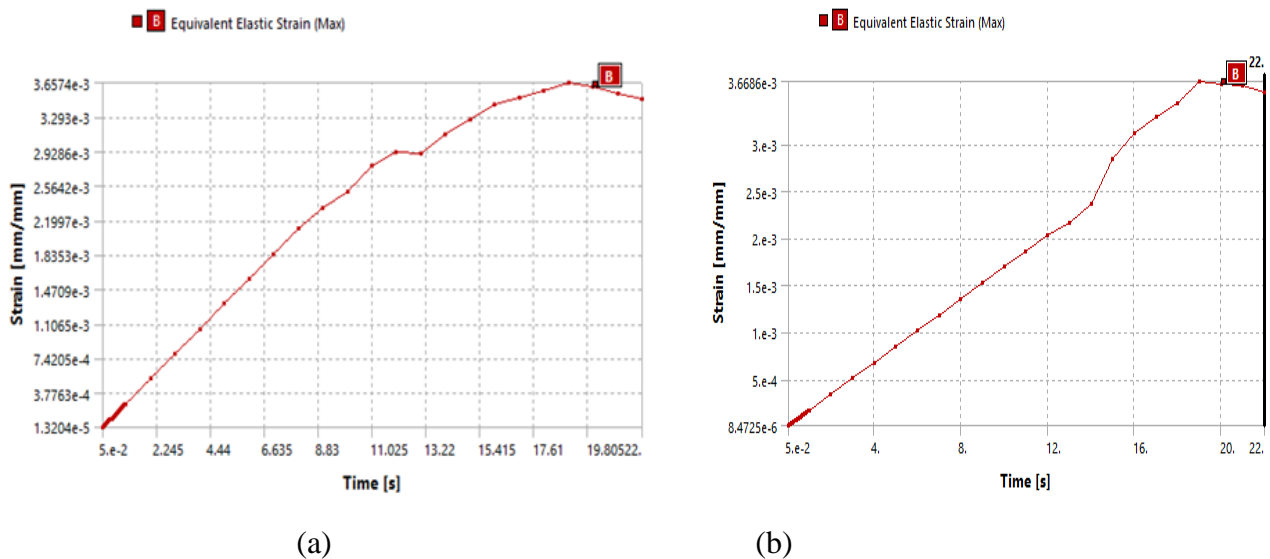 B Equivalent Elastic Strain (Max)
3.6574e-3
3.293e-3
2.9286e-3
2.5642e-3
2.1997e-3
1.8353e-3
1.4709e-3
1.1065e-3
7.4205e-4
3.7763e-4
1.3204e-5
Strain [mm/mm]
B
5.e-2 2.245 4.44 6.635 8.83 11.025 13.22 15.415 17.61 19.80522.
Time [s]
(a)
B Equivalent Elastic Strain (Max)
22.
3.6686e-3
3.e-3
2.5e-3
2.e-3
1.5e-3
1.e-3
5.e-4
8.4725e-6
Strain [mm/mm]
B
5.e-2 4. 8. 12. 16. 20. 22.
Time [s]
(b)